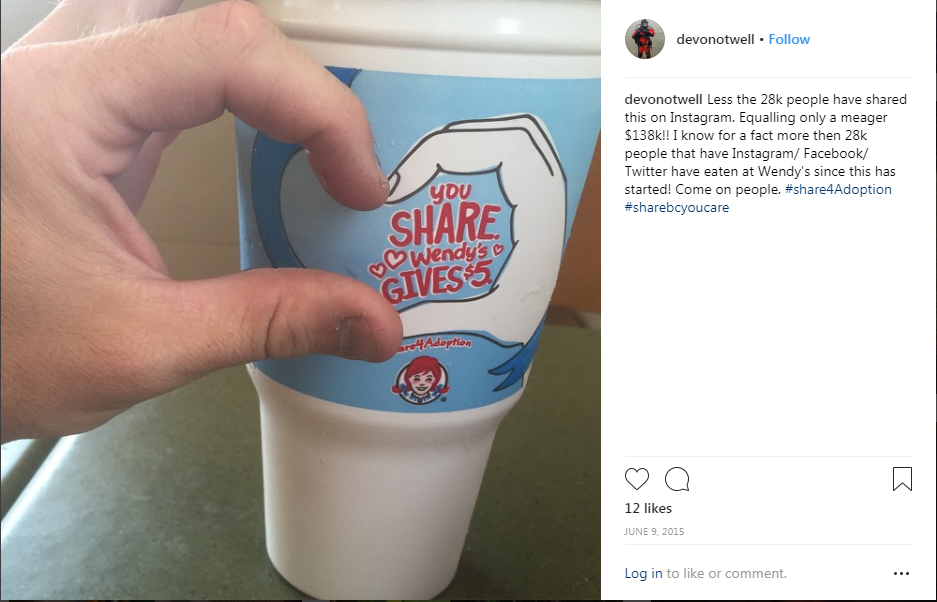 YOU
SHARE.
Wendy's
GIVES $5.
are4Adoption
devonotwell • Follow
devonotwell Less the 28k people have shared
this on Instagram. Equalling only a meager
$138k!! I know for a fact more then 28k
people that have Instagram/ Facebook/
Twitter have eaten at Wendy's since this has
started! Come on people. #share4Adoption
#sharebcyoucare
12 likes
JUNE 9, 2015
Log in to like or comment.